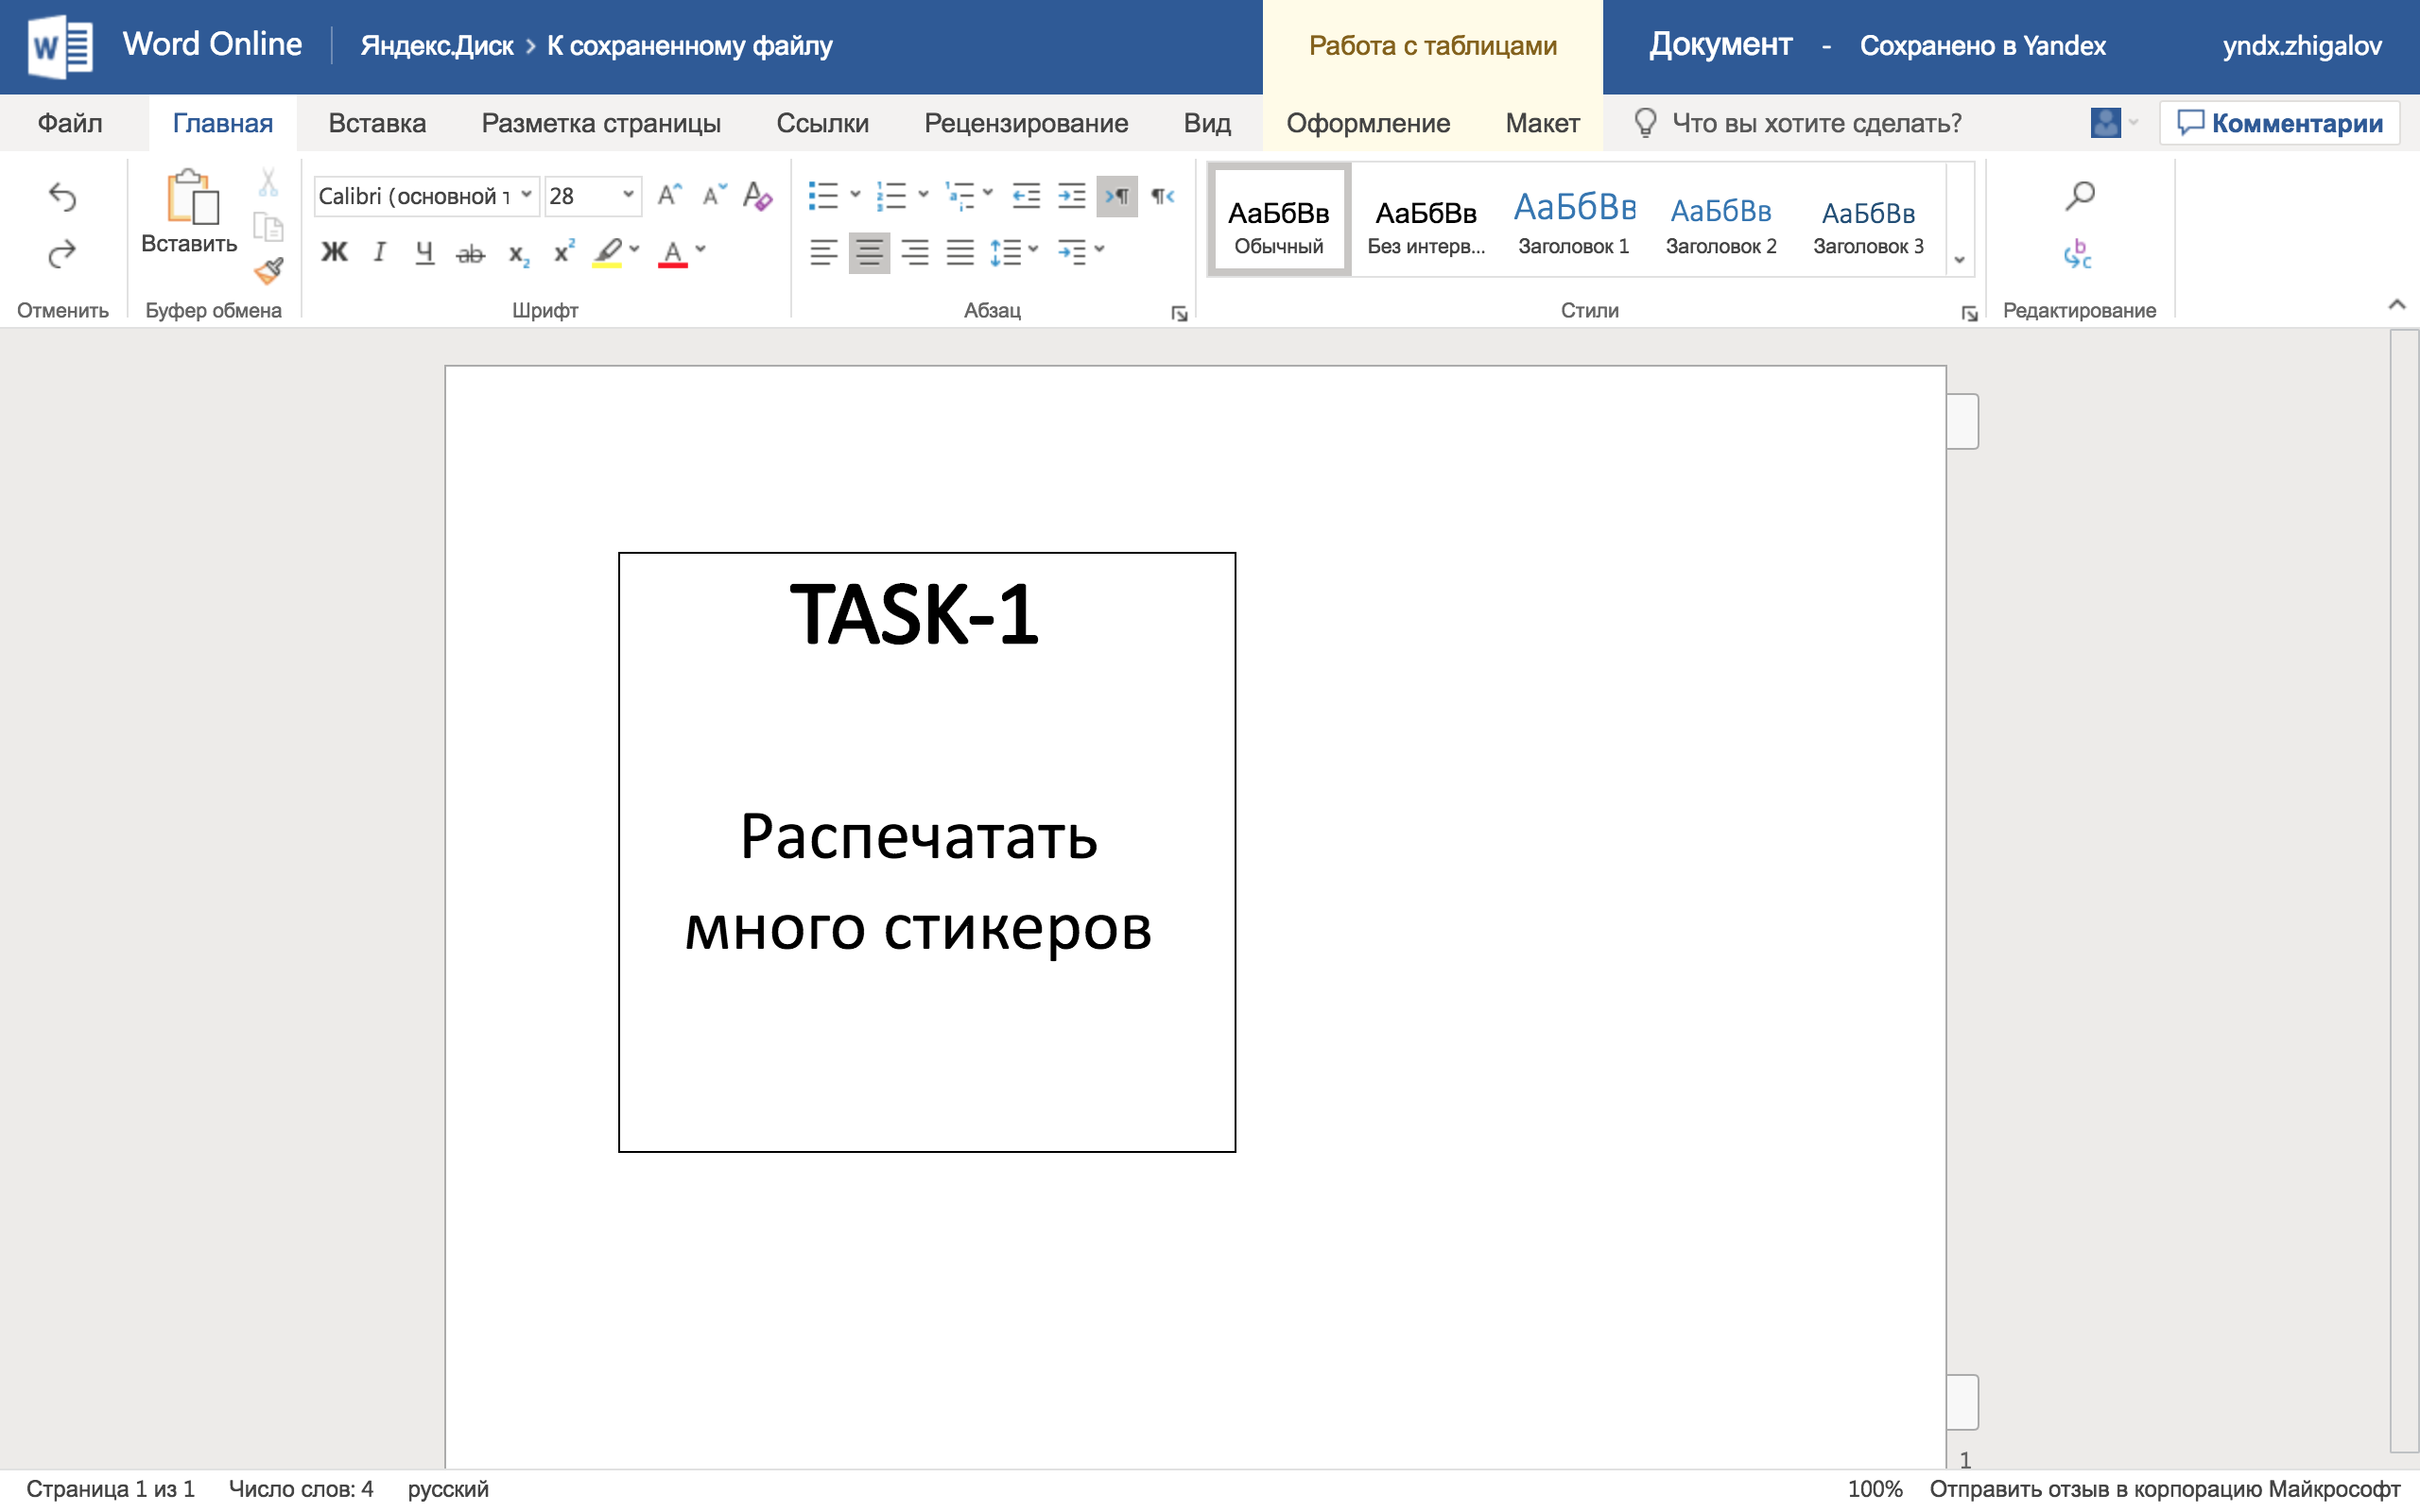 Word Online
Яндекс.Диск > К сохраненному файлу
Работа с таблицами
Документ - Сохранено в Yandex
yndx.zhigalov
Файл Главная Вставка Разметка страницы Ссылки Рецензирование Вид Оформление Макет Что вы хотите сделать? Комментарии
Вставить
Calibri (основной т 28
Ж К Ч ab x₂ x² A
АаБбВв АаБбВв АаБбВв АаБбВв АаБбВв
Обычный Без интерв... Заголовок 1 Заголовок 2 Заголовок 3
Отменить Буфер обмена Шрифт Абзац Стили Редактирование
TASK-1
Распечатать
много стикеров
1
Страница 1 из 1 Число слов: 4 русский 100% Отправить отзыв в корпорацию Майкрософт